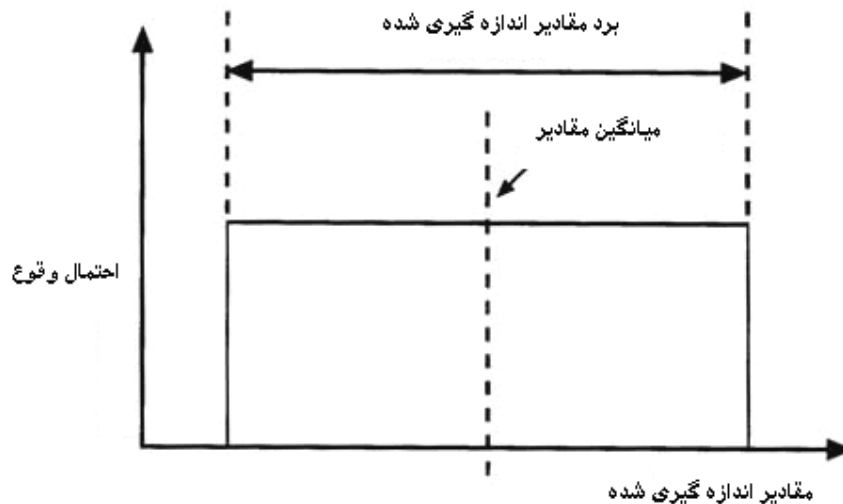 برد مقادیر اندازه گیری شده
میانگین مقادیر
احتمال وقوع
مقادیر اندازه گیری شده